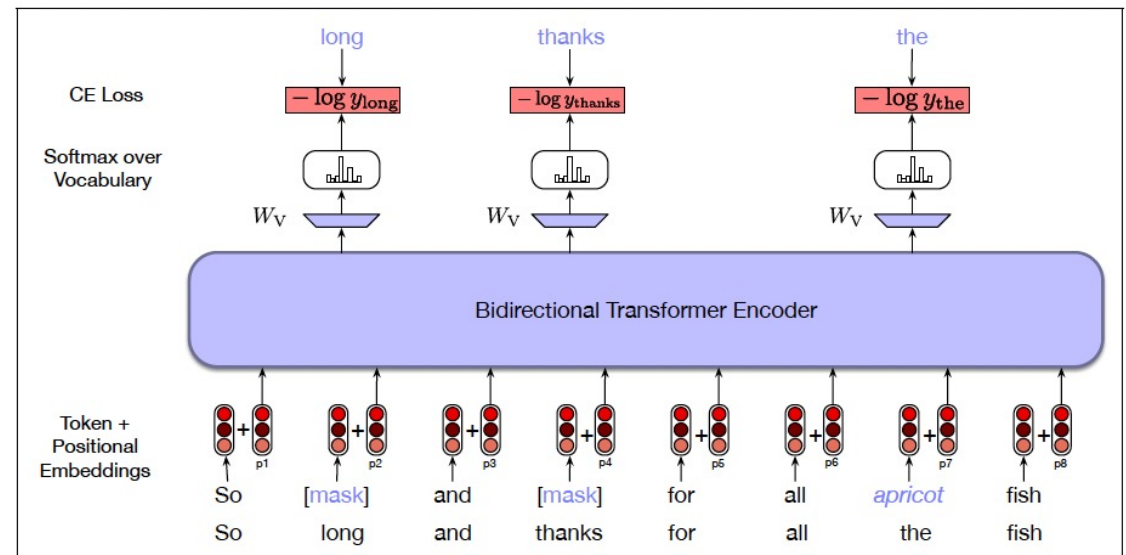 long thanks the
CE Loss − log y_long − log y_thanks − log y_the
Softmax over
Vocabulary
W_V W_V W_V
Bidirectional Transformer Encoder
Token +
Positional
Embeddings
+ + + + + + + +
p1 p2 p3 p4 p5 p6 p7 p8
So [mask] and [mask] for all apricot fish
So long and thanks for all the fish